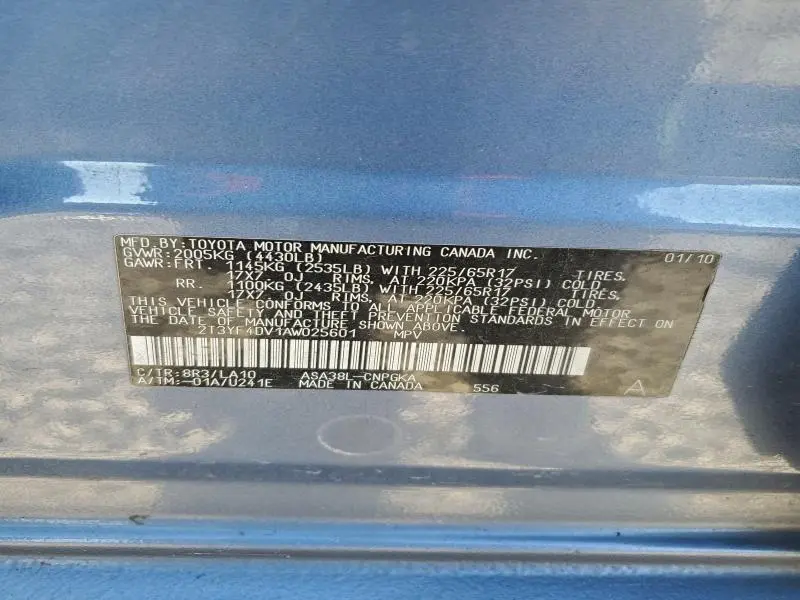 MFD. BY: TOYOTA MOTOR MANUFACTURING CANADA INC. 01/10
GVWR: 2005KG (4430LB)
GAWR: FRT. 1145KG (2535LB) WITH 225/65R17 TIRES,
17X7.0J RIMS, AT 220KPA (32PSI) COLD
RR. 1100KG (2435LB) WITH 225/65R17 TIRES,
17X7.0J RIMS, AT 220KPA (32PSI) COLD
THIS VEHICLE CONFORMS TO ALL APPLICABLE FEDERAL MOTOR
VEHICLE SAFETY AND THEFT PREVENTION STANDARDS IN EFFECT ON
THE DATE OF MANUFACTURE SHOWN ABOVE.
2T3YF4DV1AW025601 MPV
C/TR: 8R3/LA10 ASA38L-CNPGKA
A/TM: -01A/U241E MADE IN CANADA 556 A